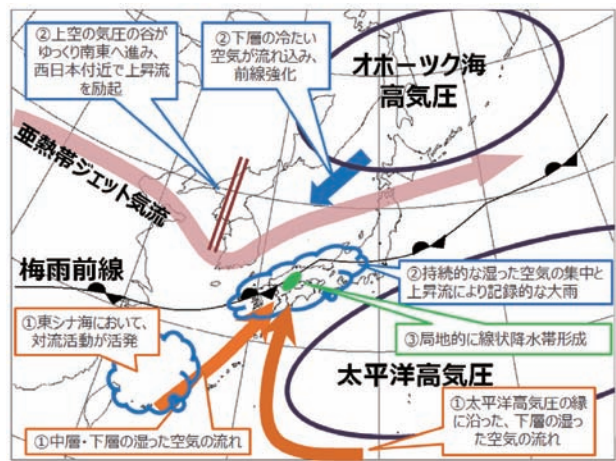 ②上空の気圧の谷が
ゆっくり南東へ進み、
西日本付近で上昇流
を励起
②下層の冷たい
空気が流れ込み、
前線強化
オホーツク海
高気圧
亜熱帯ジェット気流
梅雨前線
②持続的な湿った空気の集中と
上昇流により記録的な大雨
①東シナ海において、
対流活動が活発
③局地的に線状降水帯形成
太平洋高気圧
①中層・下層の湿った空気の流れ
①太平洋高気圧の縁
に沿った、下層の湿っ
た空気の流れ